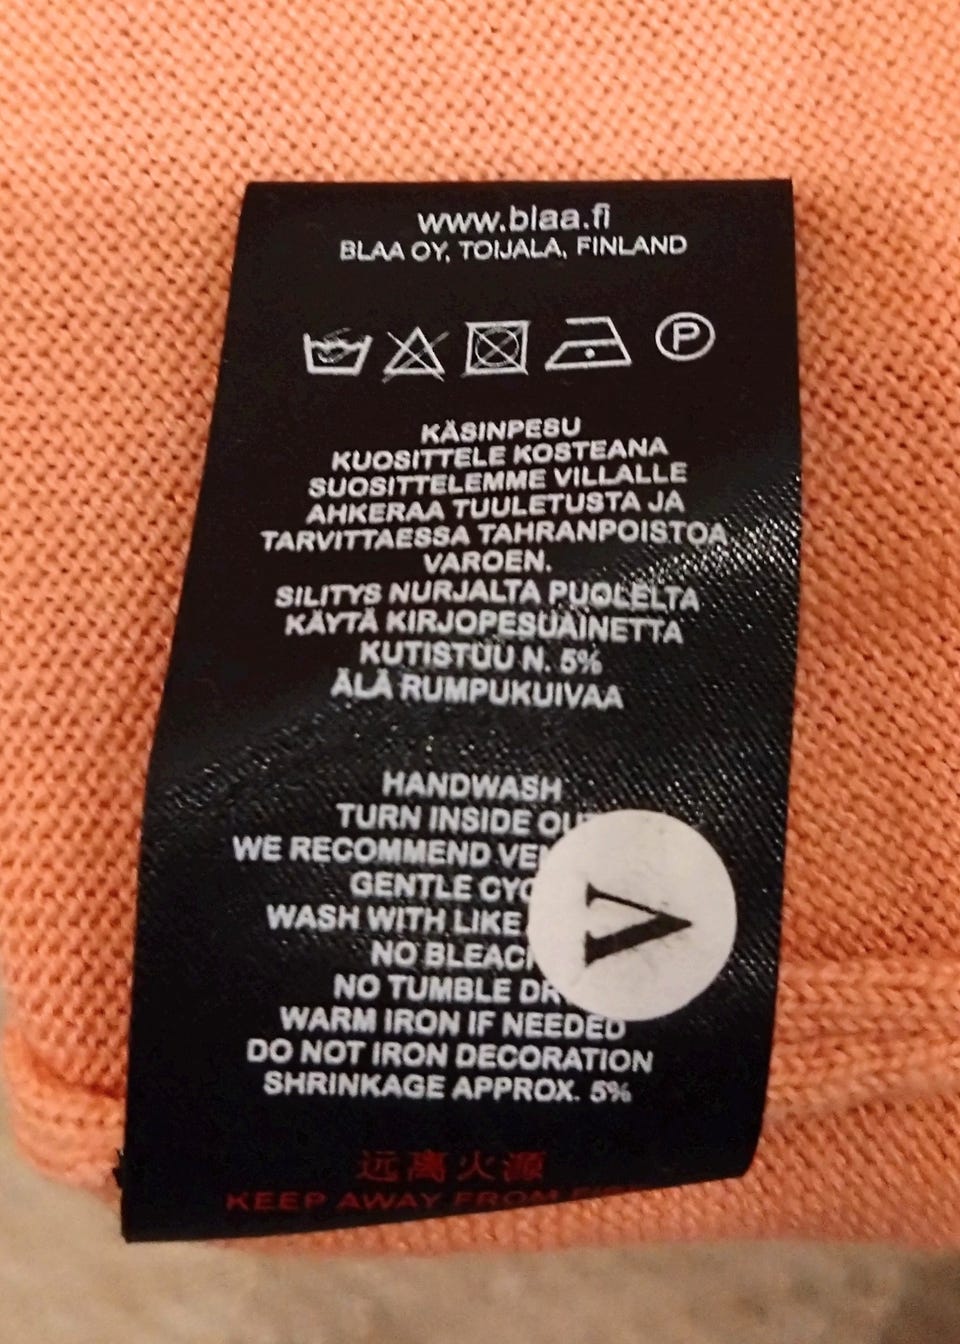 www.blaa.fi
BLAA OY, TOIJALA, FINLAND
P
KÄSINPESU
KUOSITTELE KOSTEANA
SUOSITTELEMME VILLALLE
AHKERAA TUULETUSTA JA
TARVITTAESSA TAHRANPOISTOA
VAROEN.
SILITYS NURJALTA PUOLELTA
KÄYTÄ KIRJOPESUAINETTA
KUTISTUU N. 5%
ÄLÄ RUMPUKUIVAA
HANDWASH
TURN INSIDE
WE RECOMMEND
GENTLE
WASH WITH LIKE
NO
NO TUMBLE
V
WARM IRON IF NEEDED
DO NOT IRON DECORATION
SHRINKAGE APPROX. 5%
远离火源
KEEP AWAY FROM